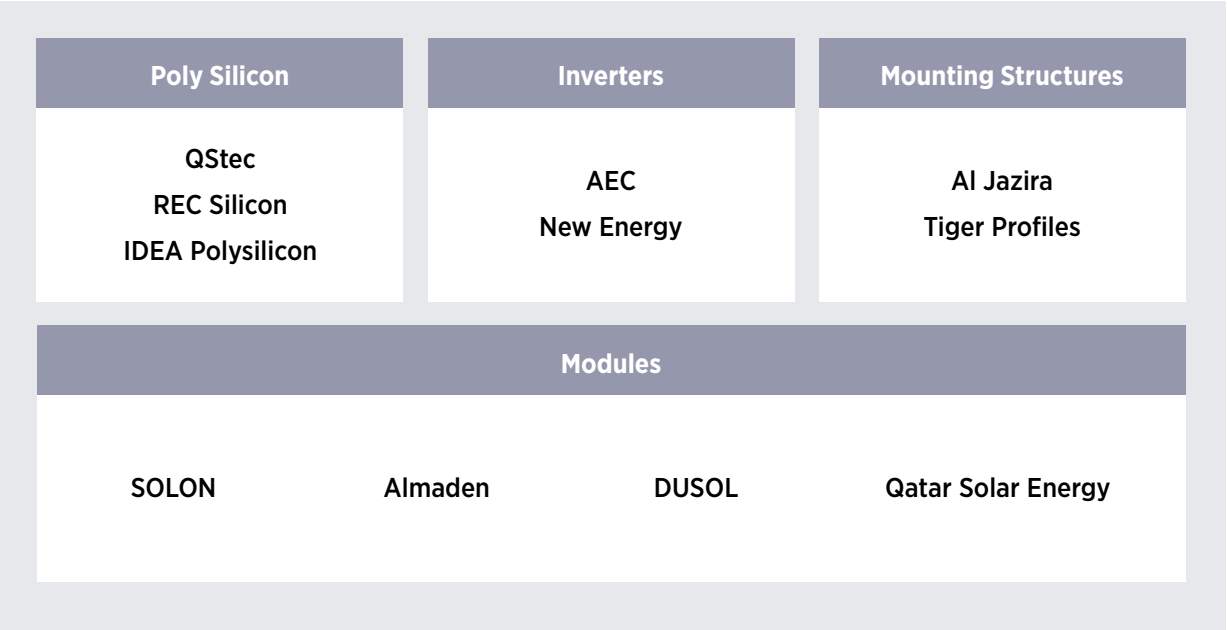 Poly Silicon
QStec
REC Silicon
IDEA Polysilicon
Inverters
AEC
New Energy
Mounting Structures
Al Jazira
Tiger Profiles
Modules
SOLON Almaden DUSOL Qatar Solar Energy